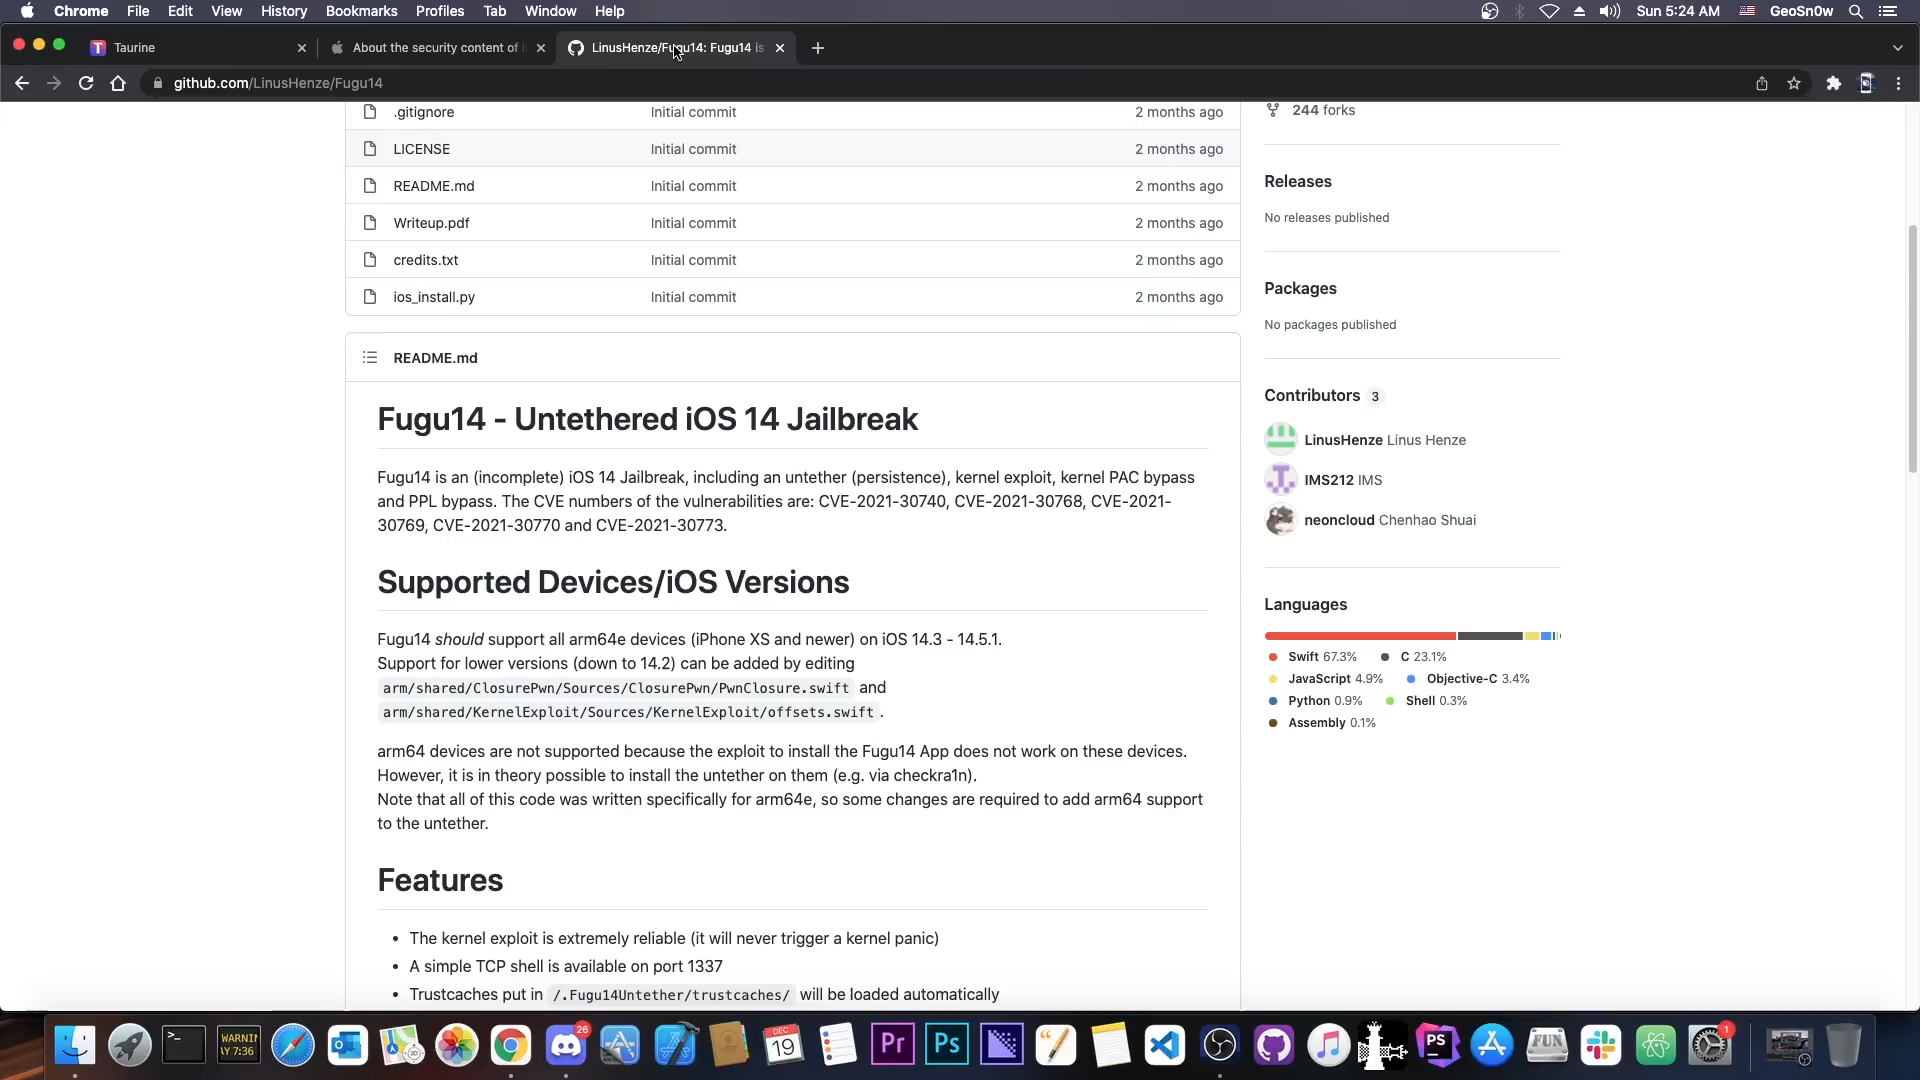 Chrome File Edit View History Bookmarks Profiles Tab Window Help
Sun 5:24 AM GeoSn0w
Taurine
About the security content of i
LinusHenze/Fugu14: Fugu14 is
github.com/LinusHenze/Fugu14
.gitignore Initial commit 2 months ago
LICENSE Initial commit 2 months ago
README.md Initial commit 2 months ago
Writeup.pdf Initial commit 2 months ago
credits.txt Initial commit 2 months ago
ios_install.py Initial commit 2 months ago
README.md
Fugu14 - Untethered iOS 14 Jailbreak
Fugu14 is an (incomplete) iOS 14 Jailbreak, including an untether (persistence), kernel exploit, kernel PAC bypass
and PPL bypass. The CVE numbers of the vulnerabilities are: CVE-2021-30740, CVE-2021-30768, CVE-2021-
30769, CVE-2021-30770 and CVE-2021-30773.
Supported Devices/iOS Versions
Fugu14 should support all arm64e devices (iPhone XS and newer) on iOS 14.3 - 14.5.1.
Support for lower versions (down to 14.2) can be added by editing
arm/shared/ClosurePwn/Sources/ClosurePwn/PwnClosure.swift and
arm/shared/KernelExploit/Sources/KernelExploit/offsets.swift .
arm64 devices are not supported because the exploit to install the Fugu14 App does not work on these devices.
However, it is in theory possible to install the untether on them (e.g. via checkra1n).
Note that all of this code was written specifically for arm64e, so some changes are required to add arm64 support
to the untether.
Features
• The kernel exploit is extremely reliable (it will never trigger a kernel panic)
• A simple TCP shell is available on port 1337
• Trustcaches put in /.Fugu14Untether/trustcaches/ will be loaded automatically
244 forks
Releases
No releases published
Packages
No packages published
Contributors 3
LinusHenze Linus Henze
IMS212 IMS
neoncloud Chenhao Shuai
Languages
Swift 67.3% C 23.1%
JavaScript 4.9% Objective-C 3.4%
Python 0.9% Shell 0.3%
Assembly 0.1%
WARNIN
AY 7:36
26
DEC
19
Pr
Ps
PS
FUN
1